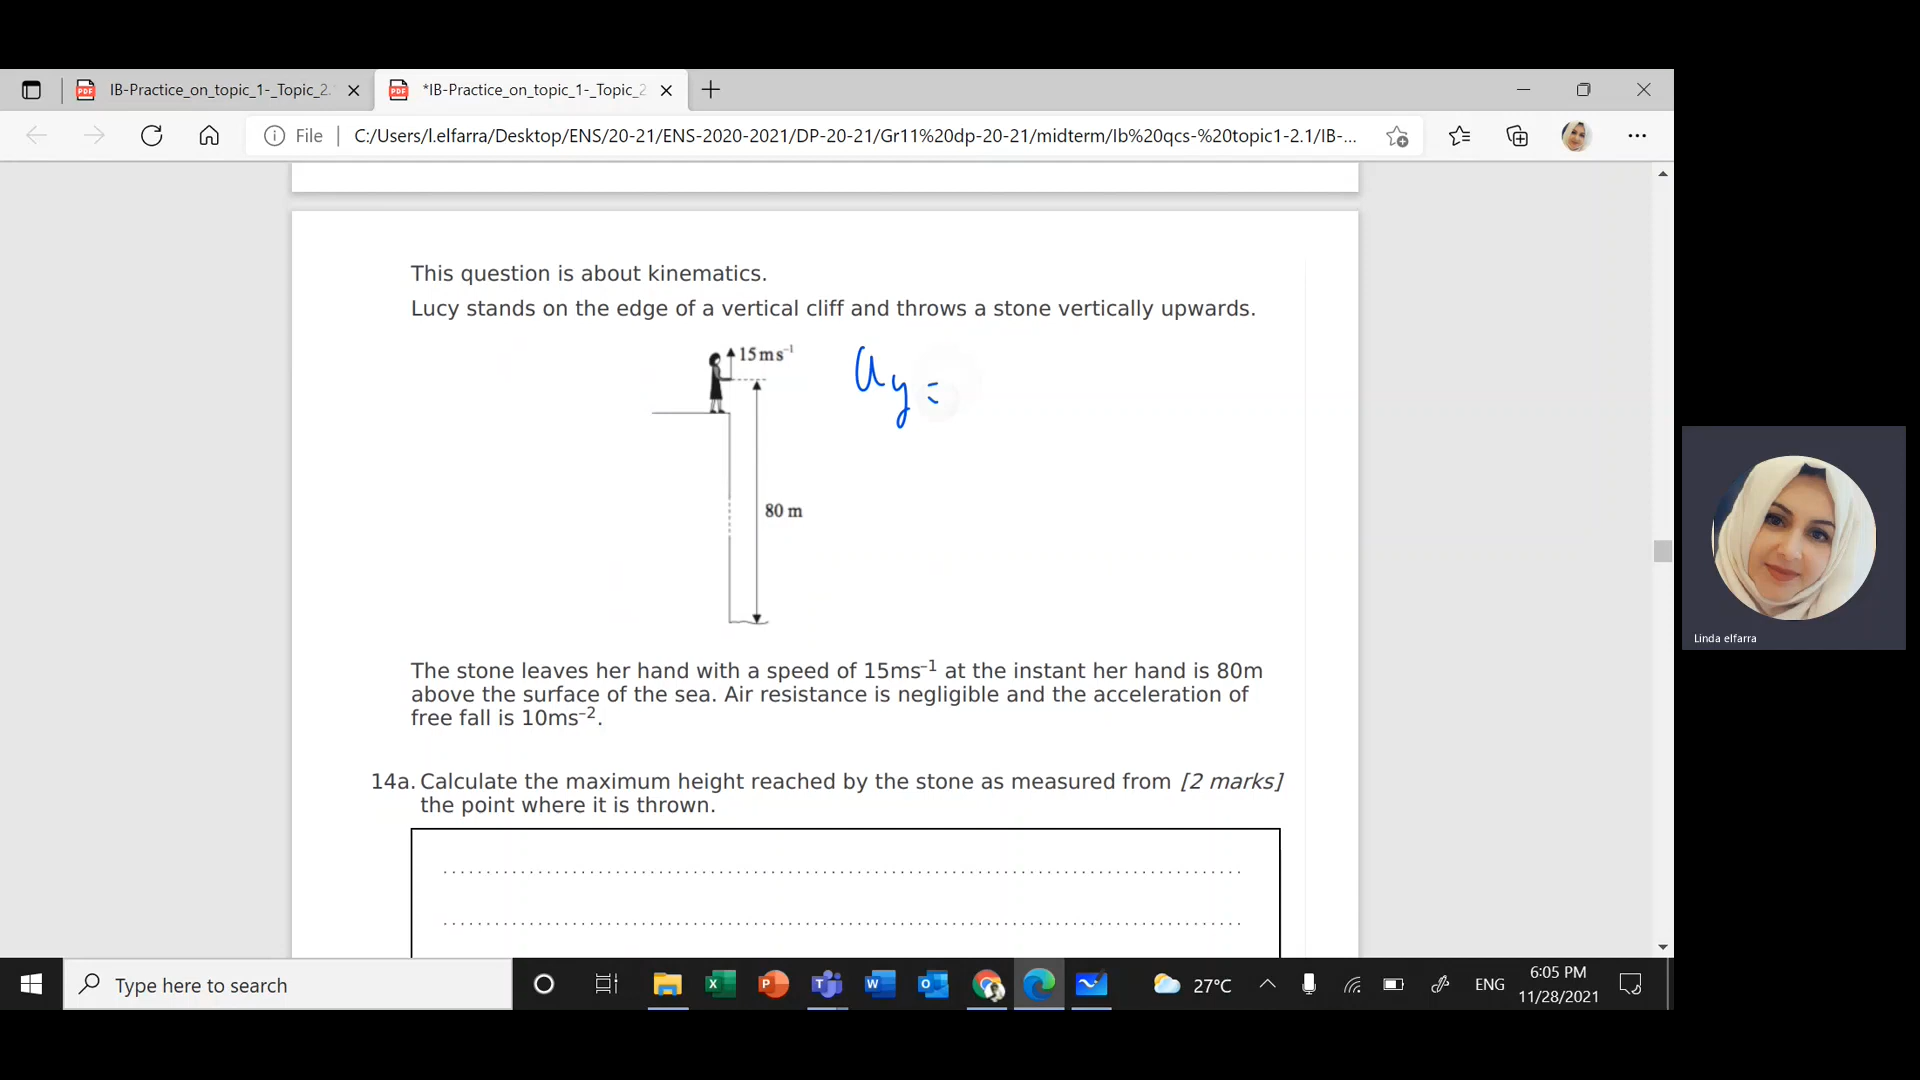 IB-Practice_on_topic_1-_Topic_2.
*IB-Practice_on_topic_1-_Topic_2
File
C:/Users/l.elfarra/Desktop/ENS/20-21/ENS-2020-2021/DP-20-21/Gr11%20dp-20-21/midterm/Ib%20qcs-%20topic1-2.1/IB-...
This question is about kinematics.
Lucy stands on the edge of a vertical cliff and throws a stone vertically upwards.
15ms⁻¹
ay =
80 m
The stone leaves her hand with a speed of 15ms⁻¹ at the instant her hand is 80m
above the surface of the sea. Air resistance is negligible and the acceleration of
free fall is 10ms⁻².
14a. Calculate the maximum height reached by the stone as measured from [2 marks]
the point where it is thrown.
Linda elfarra
Type here to search
27°C
ENG
6:05 PM
11/28/2021